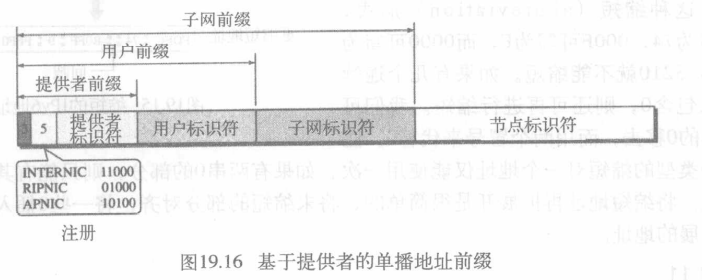 子网前缀
用户前缀
提供者前缀
3 5 提供者标识符 用户标识符 子网标识符 节点标识符
INTERNIC 11000
RIPNIC 01000
APNIC 10100
注册
图19.16 基于提供者的单播地址前缀